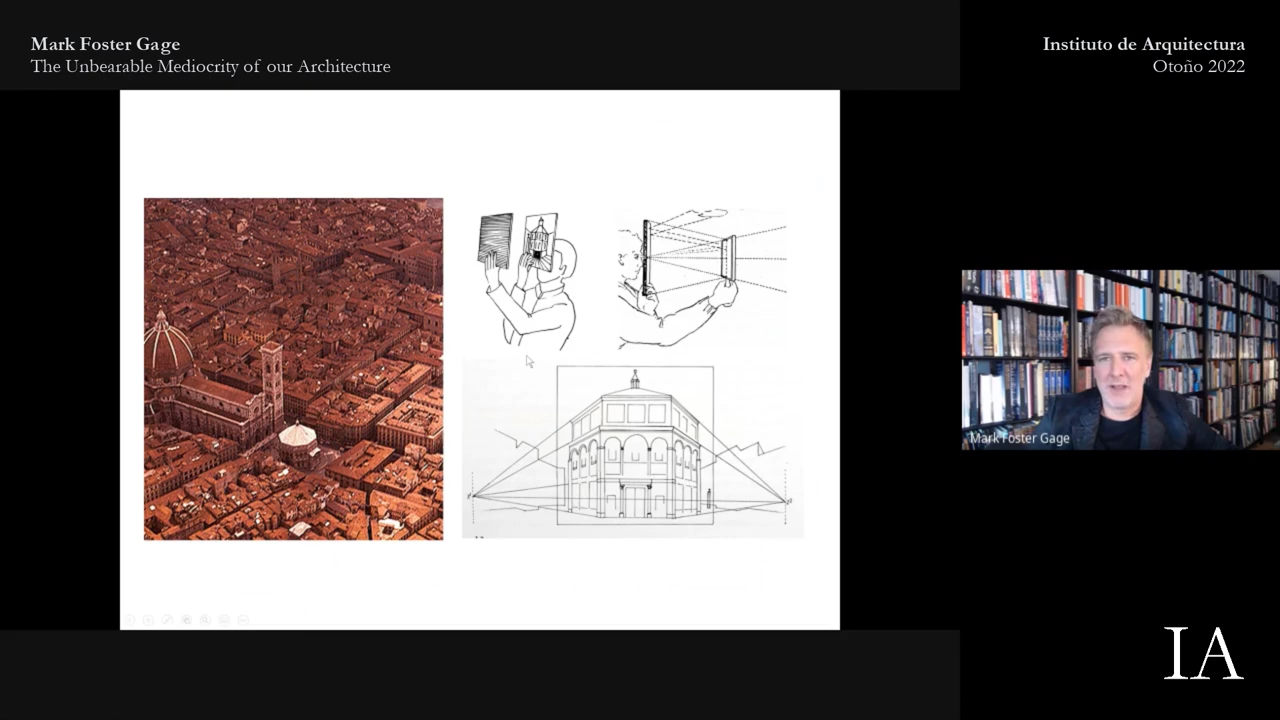 Mark Foster Gage
The Unbearable Mediocrity of our Architecture
Instituto de Arquitectura
Otoño 2022
Mark Foster Gage
IA